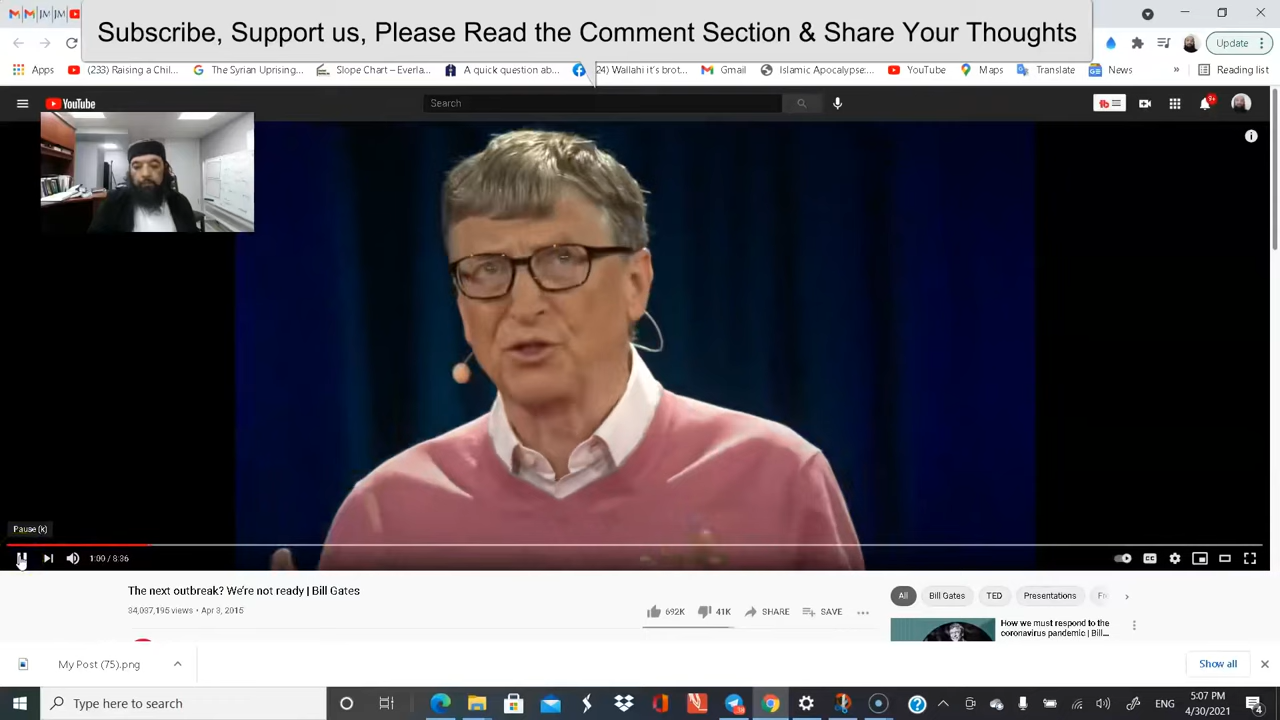 Subscribe, Support us, Please Read the Comment Section & Share Your Thoughts
Update
Apps
(233) Raising a Chil...
The Syrian Uprising...
Slope Chart – Everla...
A quick question ab...
24) Wallahi it's brot...
Gmail
Islamic Apocalypse:...
YouTube
Maps
Translate
News
»
Reading list
YouTube
Search
9+
Pause (k)
1:00 / 8:36
The next outbreak? We're not ready | Bill Gates
34,037,195 views • Apr 3, 2015
692K
41K
SHARE
SAVE
All
Bill Gates
TED
Presentations
How we must respond to the
coronavirus pandemic | Bill...
My Post (75).png
Show all
Type here to search
ENG
5:07 PM
4/30/2021
4